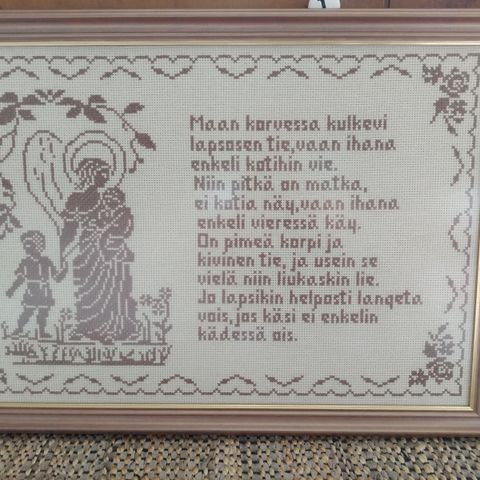 Maan korvessa kulkevi
lapsosen tie,vaan ihana
enkeli kotihin vie.
Niin pitkä on matka,
ei kotia näy,vaan ihana
enkeli vieressä käy.
On pimeä korpi ja
kivinen tie, ja usein se
vielä niin liukaskin lie.
Jo lapsikin helposti langeta
vois,jos käsi ei enkelin
kädessä ois.